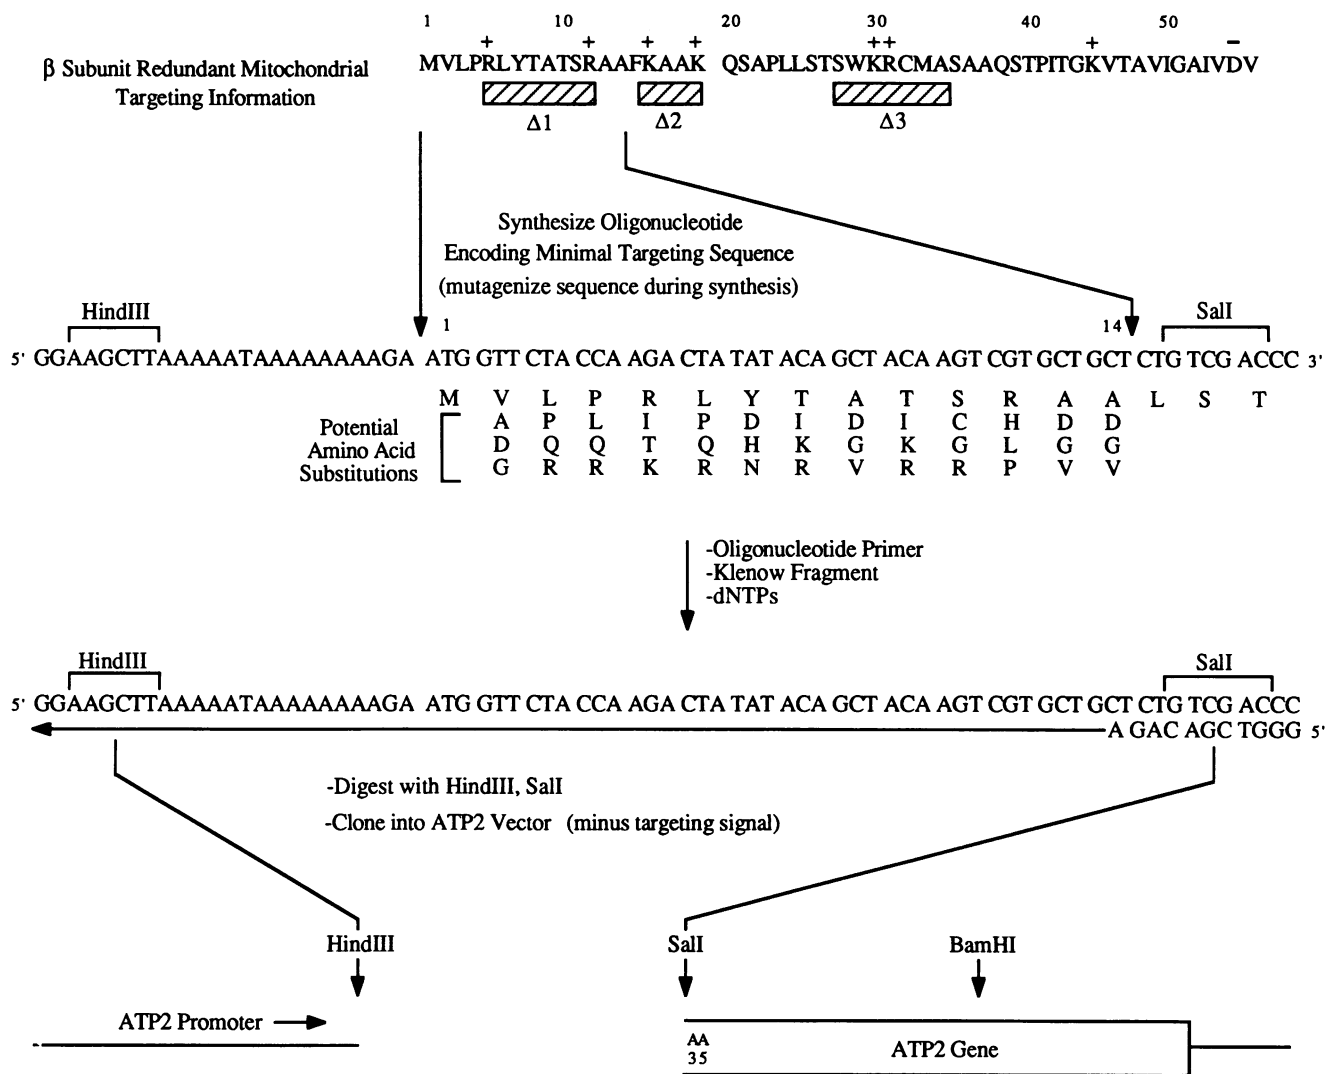 1 10 20 30 40 50
+ + + + ++ + −
β Subunit Redundant Mitochondrial
Targeting Information
MVLPRLYTATSRAAFKAAK QSAPLLSTSWKRCMASAAQSTPITGKVTAVIGAIVDV
Δ1 Δ2 Δ3
Synthesize Oligonucleotide
Encoding Minimal Targeting Sequence
(mutagenize sequence during synthesis)
HindIII 1 14 SalI
5' GGAAGCTTAAAAATAAAAAAAAGA ATG GTT CTA CCA AGA CTA TAT ACA GCT ACA AGT CGT GCT GCT CTG TCG ACCC 3'
M V L P R L Y T A T S R A A L S T
Potential
Amino Acid
Substitutions
A P L I P D I D I C H D D
D Q Q T Q H K G K G L G G
G R R K R N R V R R P V V
-Oligonucleotide Primer
-Klenow Fragment
-dNTPs
HindIII SalI
5' GGAAGCTTAAAAATAAAAAAAAGA ATG GTT CTA CCA AGA CTA TAT ACA GCT ACA AGT CGT GCT GCT CTG TCG ACCC
A GAC AGC TGGG 5'
-Digest with HindIII, SalI
-Clone into ATP2 Vector (minus targeting signal)
HindIII SalI BamHI
ATP2 Promoter
AA
35
ATP2 Gene